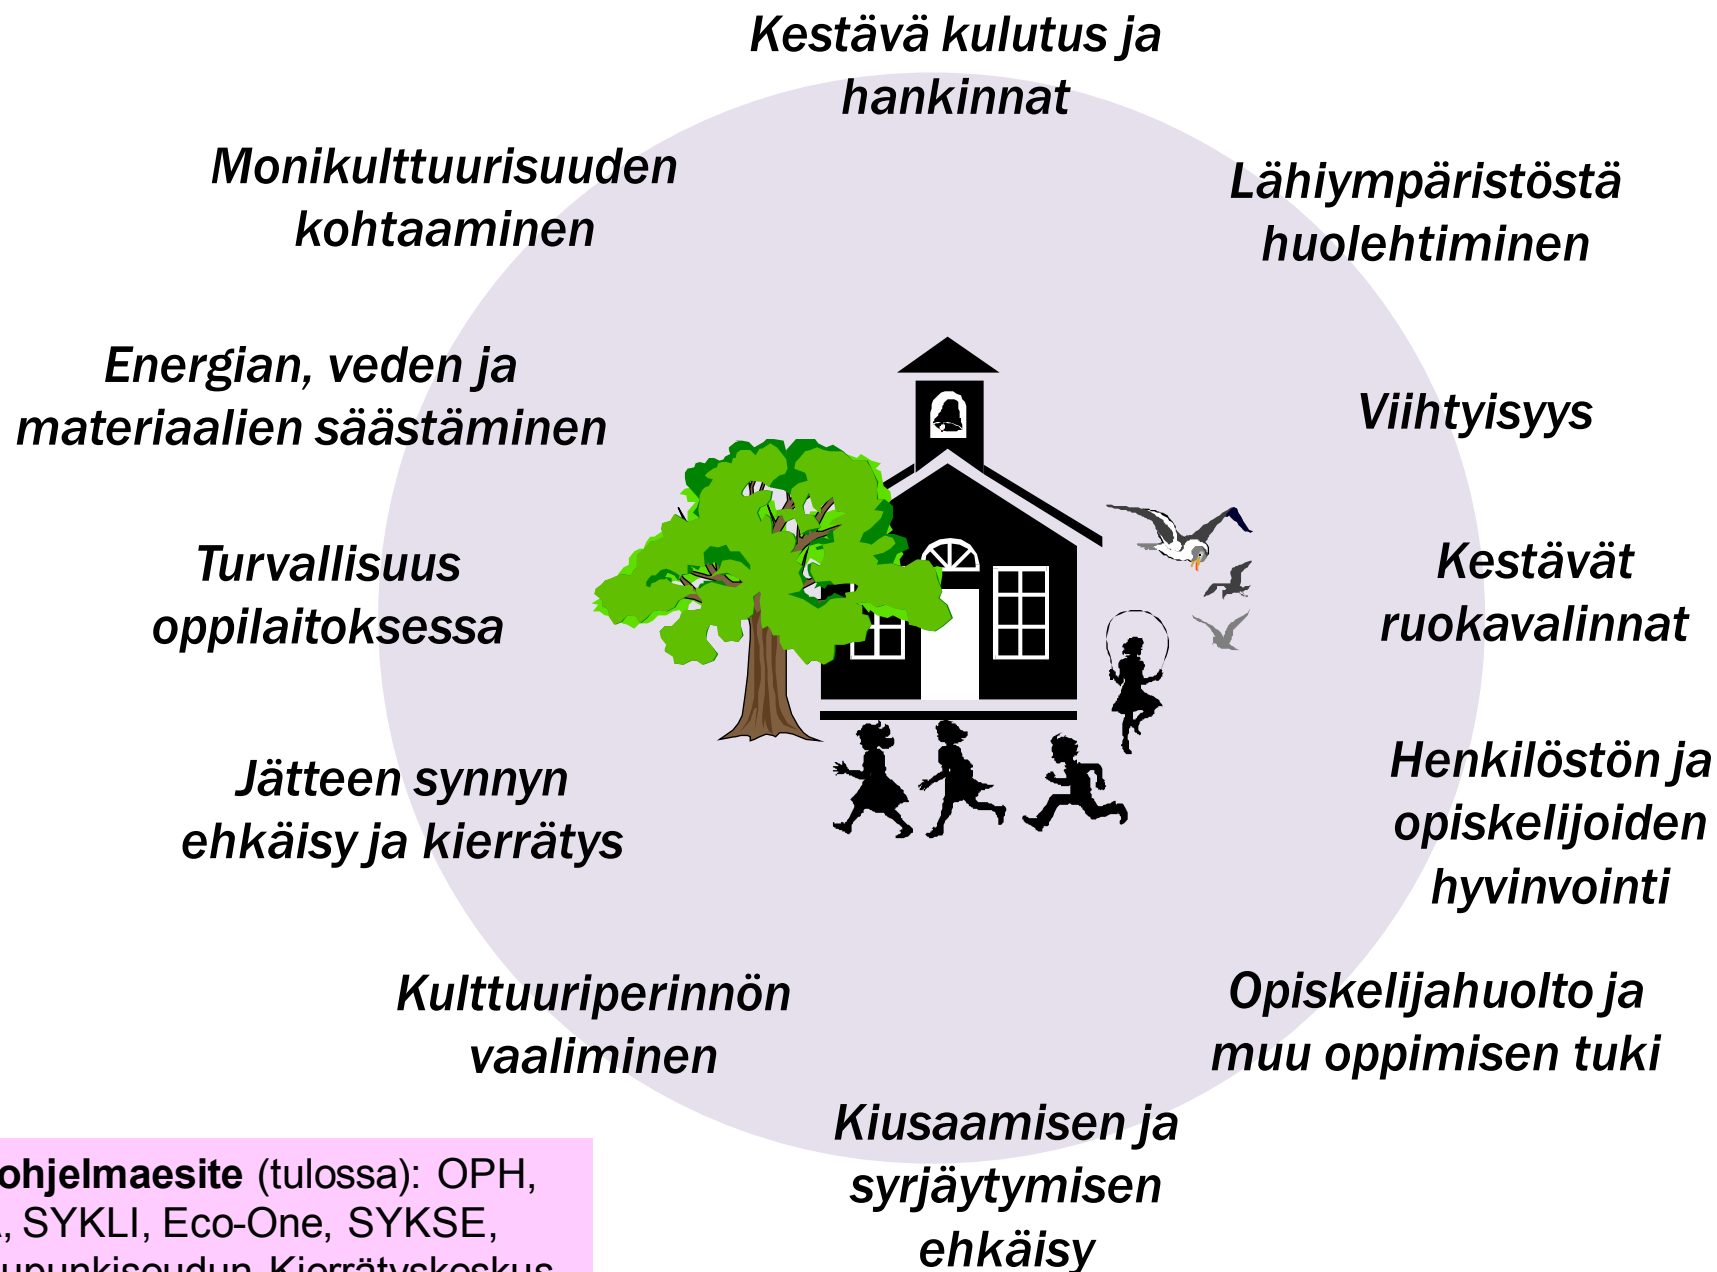 Kestävä kulutus ja
hankinnat
Monikulttuurisuuden
kohtaaminen
Lähiympäristöstä
huolehtiminen
Energian, veden ja
materiaalien säästäminen
Viihtyisyys
Turvallisuus
oppilaitoksessa
Kestävät
ruokavalinnat
Jätteen synnyn
ehkäisy ja kierrätys
Henkilöstön ja
opiskelijoiden
hyvinvointi
Kulttuuriperinnön
vaaliminen
Opiskelijahuolto ja
muu oppimisen tuki
Kiusaamisen ja
syrjäytymisen
ehkäisy
ohjelmaesite (tulossa): OPH,
, SYKLI, Eco-One, SYKSE,
upunkiseudun Kierrätyskeskus